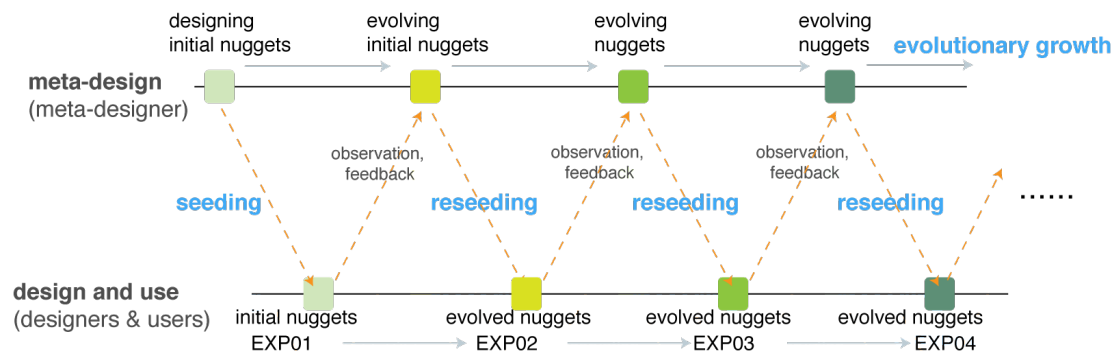 designing
initial nuggets
evolving
initial nuggets
evolving
nuggets
evolving
nuggets
evolutionary growth
meta-design
(meta-designer)
observation,
feedback
observation,
feedback
observation,
feedback
seeding
reseeding
reseeding
reseeding
......
design and use
(designers & users)
initial nuggets
EXP01
evolved nuggets
EXP02
evolved nuggets
EXP03
evolved nuggets
EXP04